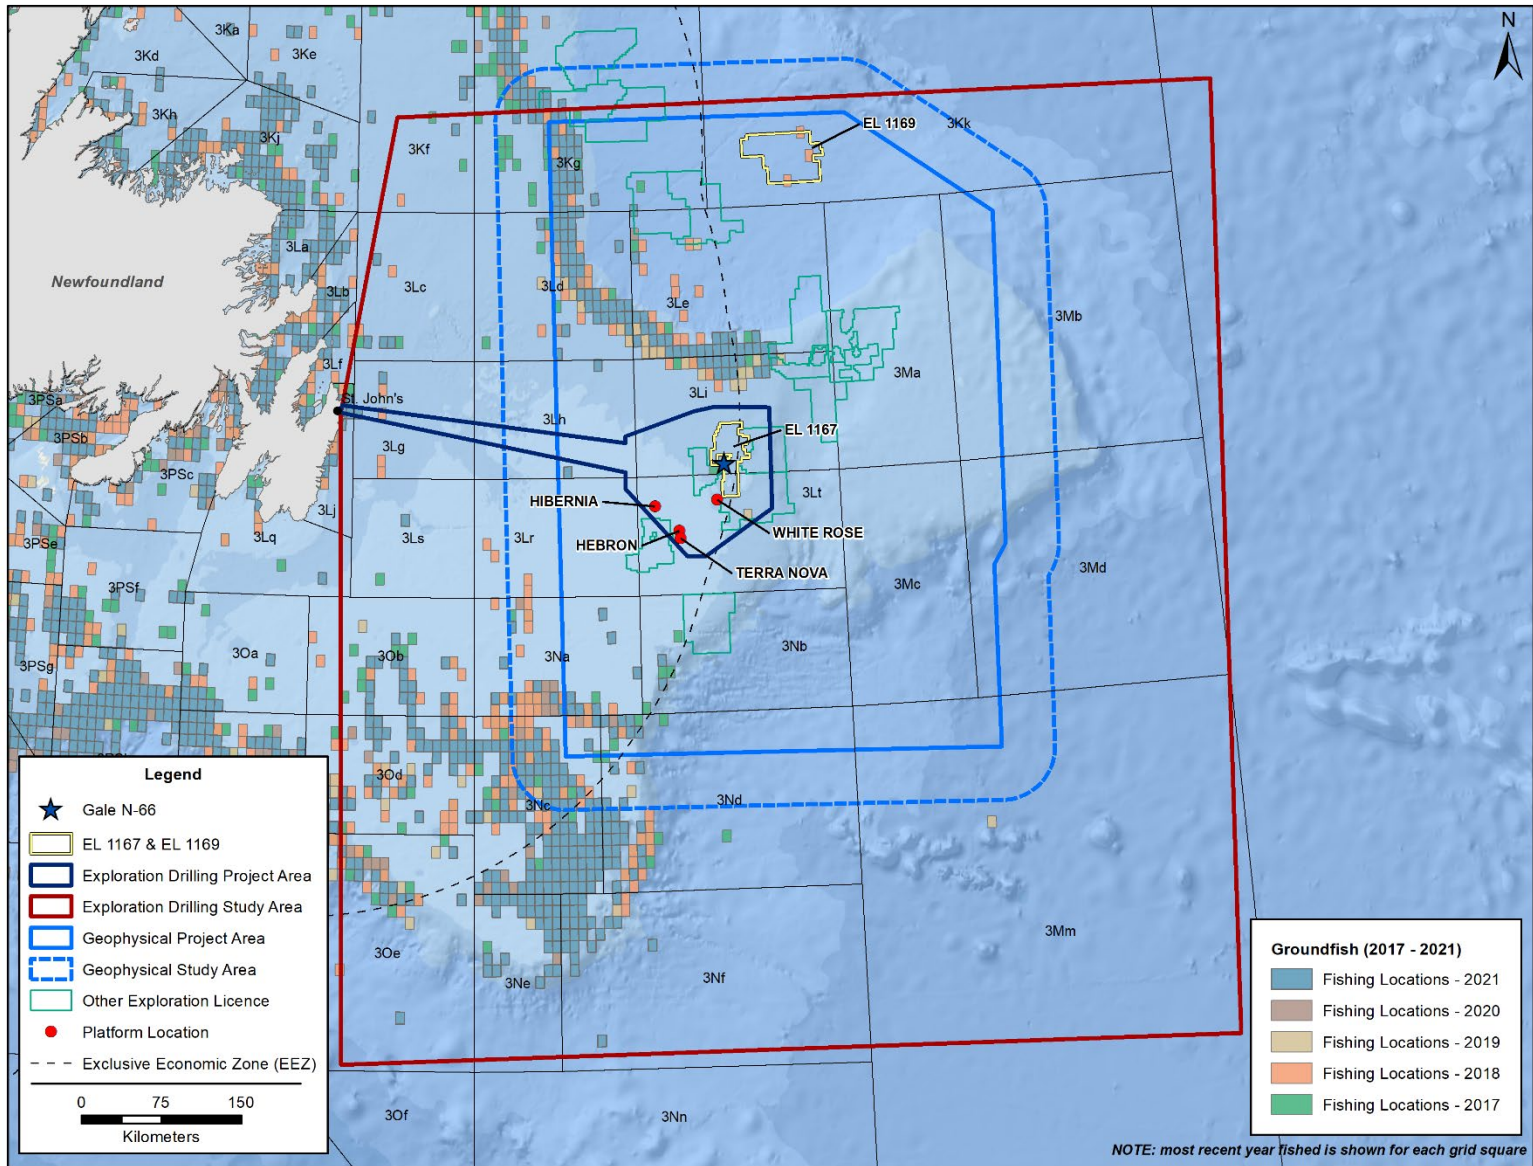 N
3Ka
3Kd
3Ke
3Kh
3Kj
3Kf
3Kg
EL 1169
3Kk
3La
Newfoundland
3Lb
3Lc
3Ld
3Le
3Mb
3Lf
3Ma
3PSa
St. John's
3Li
3PSb
3Lh
EL 1167
3Lg
3PSc
3Lt
HIBERNIA
3Lj
WHITE ROSE
3PSe
3Lq
3Ls
3Lr
HEBRON
TERRA NOVA
3Mc
3Md
3PSf
3Oa
3Ob
3Na
3Nb
3PSg
3Od
3Nc
3Nd
3Oe
3Ne
3Nf
3Mm
3Of
3Nn
Legend
Gale N-66
EL 1167 & EL 1169
Exploration Drilling Project Area
Exploration Drilling Study Area
Geophysical Project Area
Geophysical Study Area
Other Exploration Licence
Platform Location
Exclusive Economic Zone (EEZ)
0 75 150
Kilometers
Groundfish (2017 - 2021)
Fishing Locations - 2021
Fishing Locations - 2020
Fishing Locations - 2019
Fishing Locations - 2018
Fishing Locations - 2017
NOTE: most recent year fished is shown for each grid square